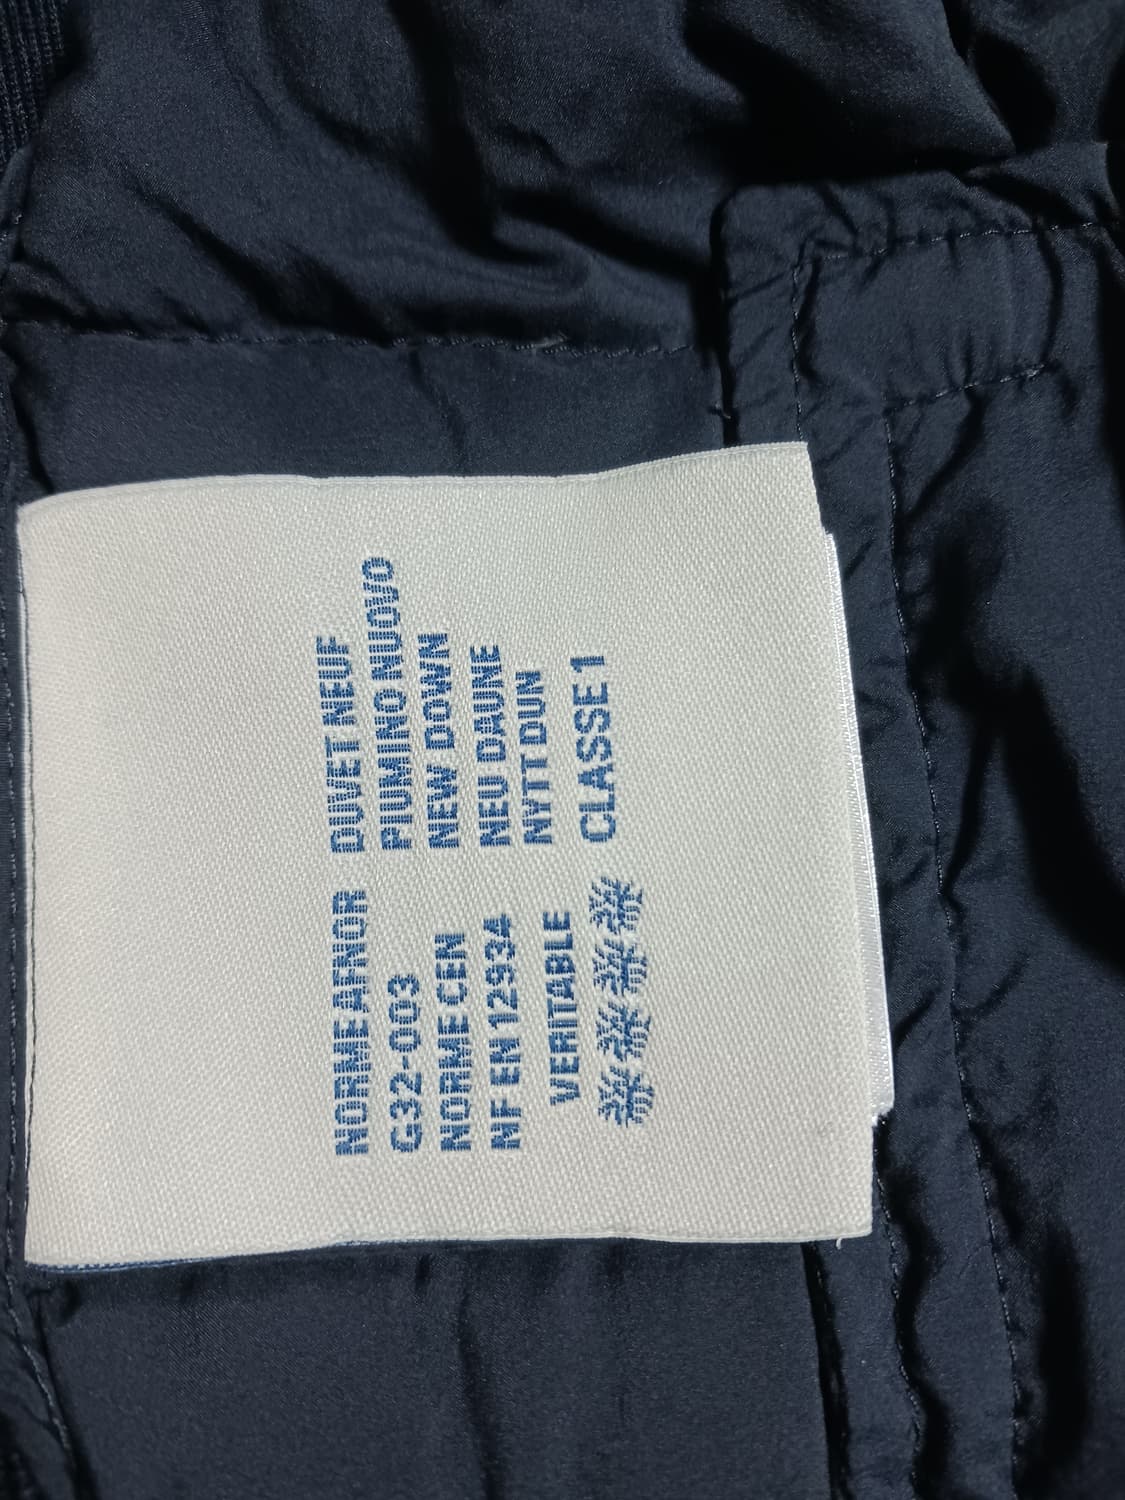 NORME AFNOR
G32-003
NORME CEN
NF EN 12934
VERITABLE
DUVET NEUF
PIUMINO NUOVO
NEW DOWN
NEU DAUNE
NYTT DUN
CLASSE 1